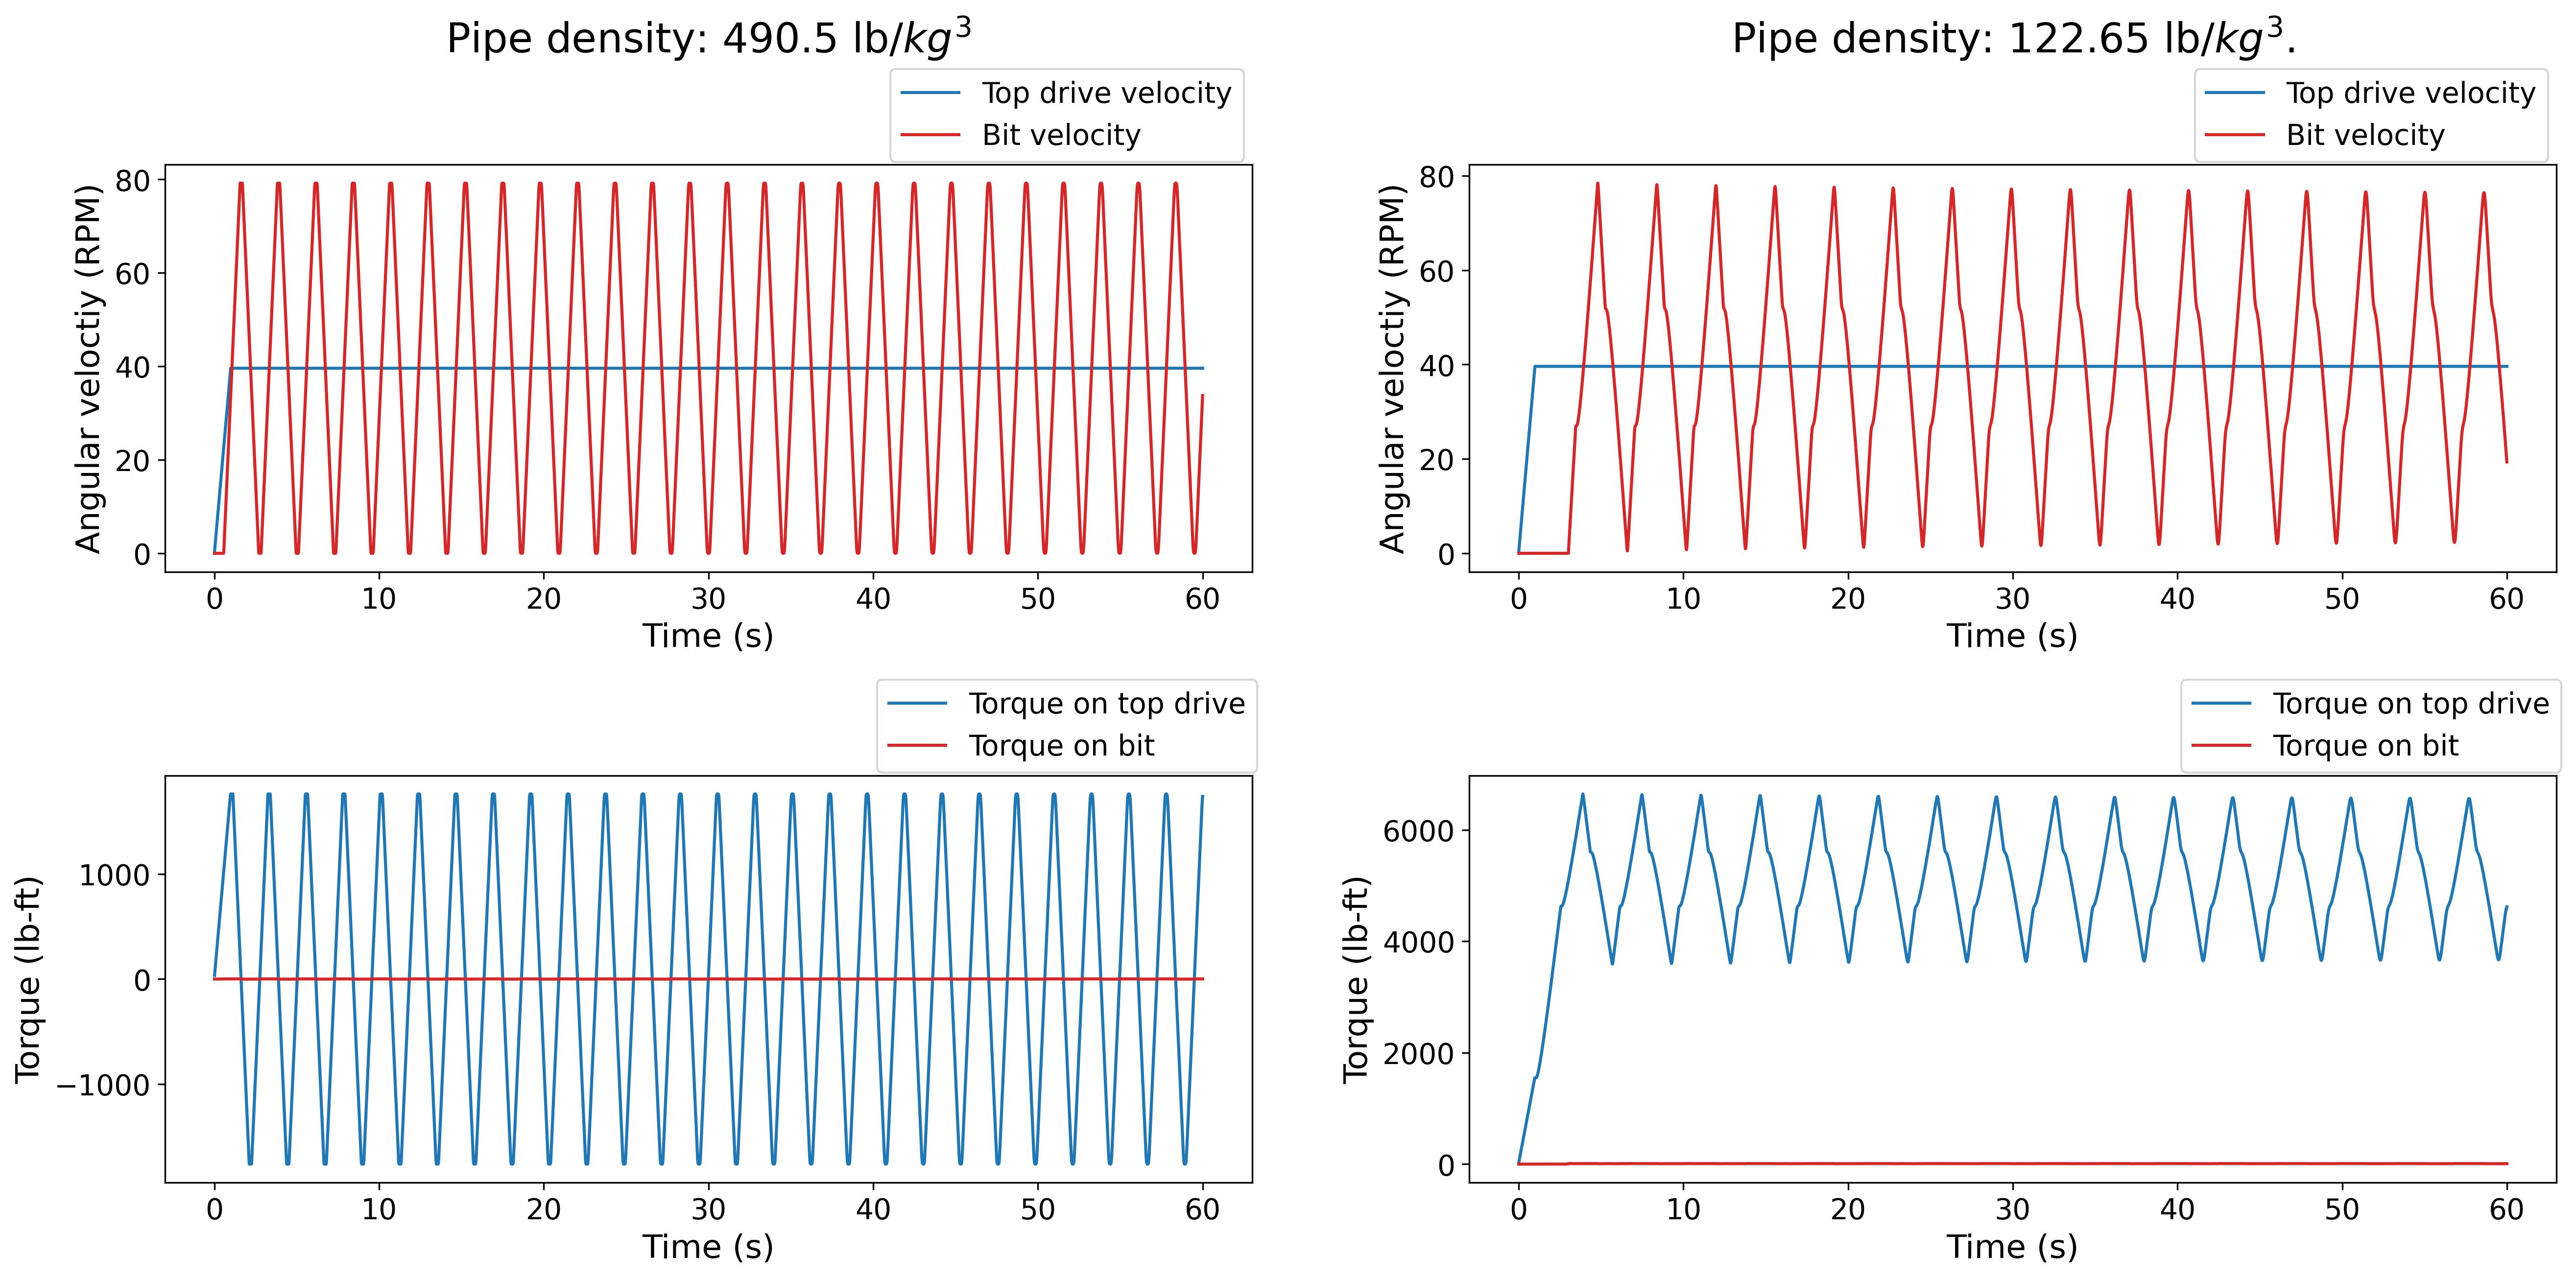 Pipe density: 490.5 lb/kg³
Top drive velocity
Bit velocity
80
60
40
20
0
Angular veloctiy (RPM)
0 10 20 30 40 50 60
Time (s)
Pipe density: 122.65 lb/kg³.
Top drive velocity
Bit velocity
80
60
40
20
0
Angular veloctiy (RPM)
0 10 20 30 40 50 60
Time (s)
Torque on top drive
Torque on bit
1000
0
−1000
Torque (lb-ft)
0 10 20 30 40 50 60
Time (s)
Torque on top drive
Torque on bit
6000
4000
2000
0
Torque (lb-ft)
0 10 20 30 40 50 60
Time (s)